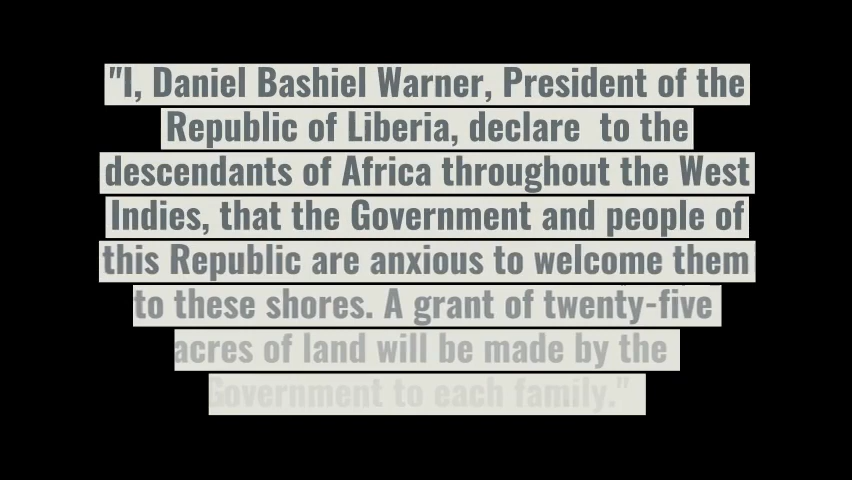 "I, Daniel Bashiel Warner, President of the
Republic of Liberia, declare  to the
descendants of Africa throughout the West
Indies, that the Government and people of
this Republic are anxious to welcome them
to these shores. A grant of twenty-five
acres of land will be made by the
Government to each family."